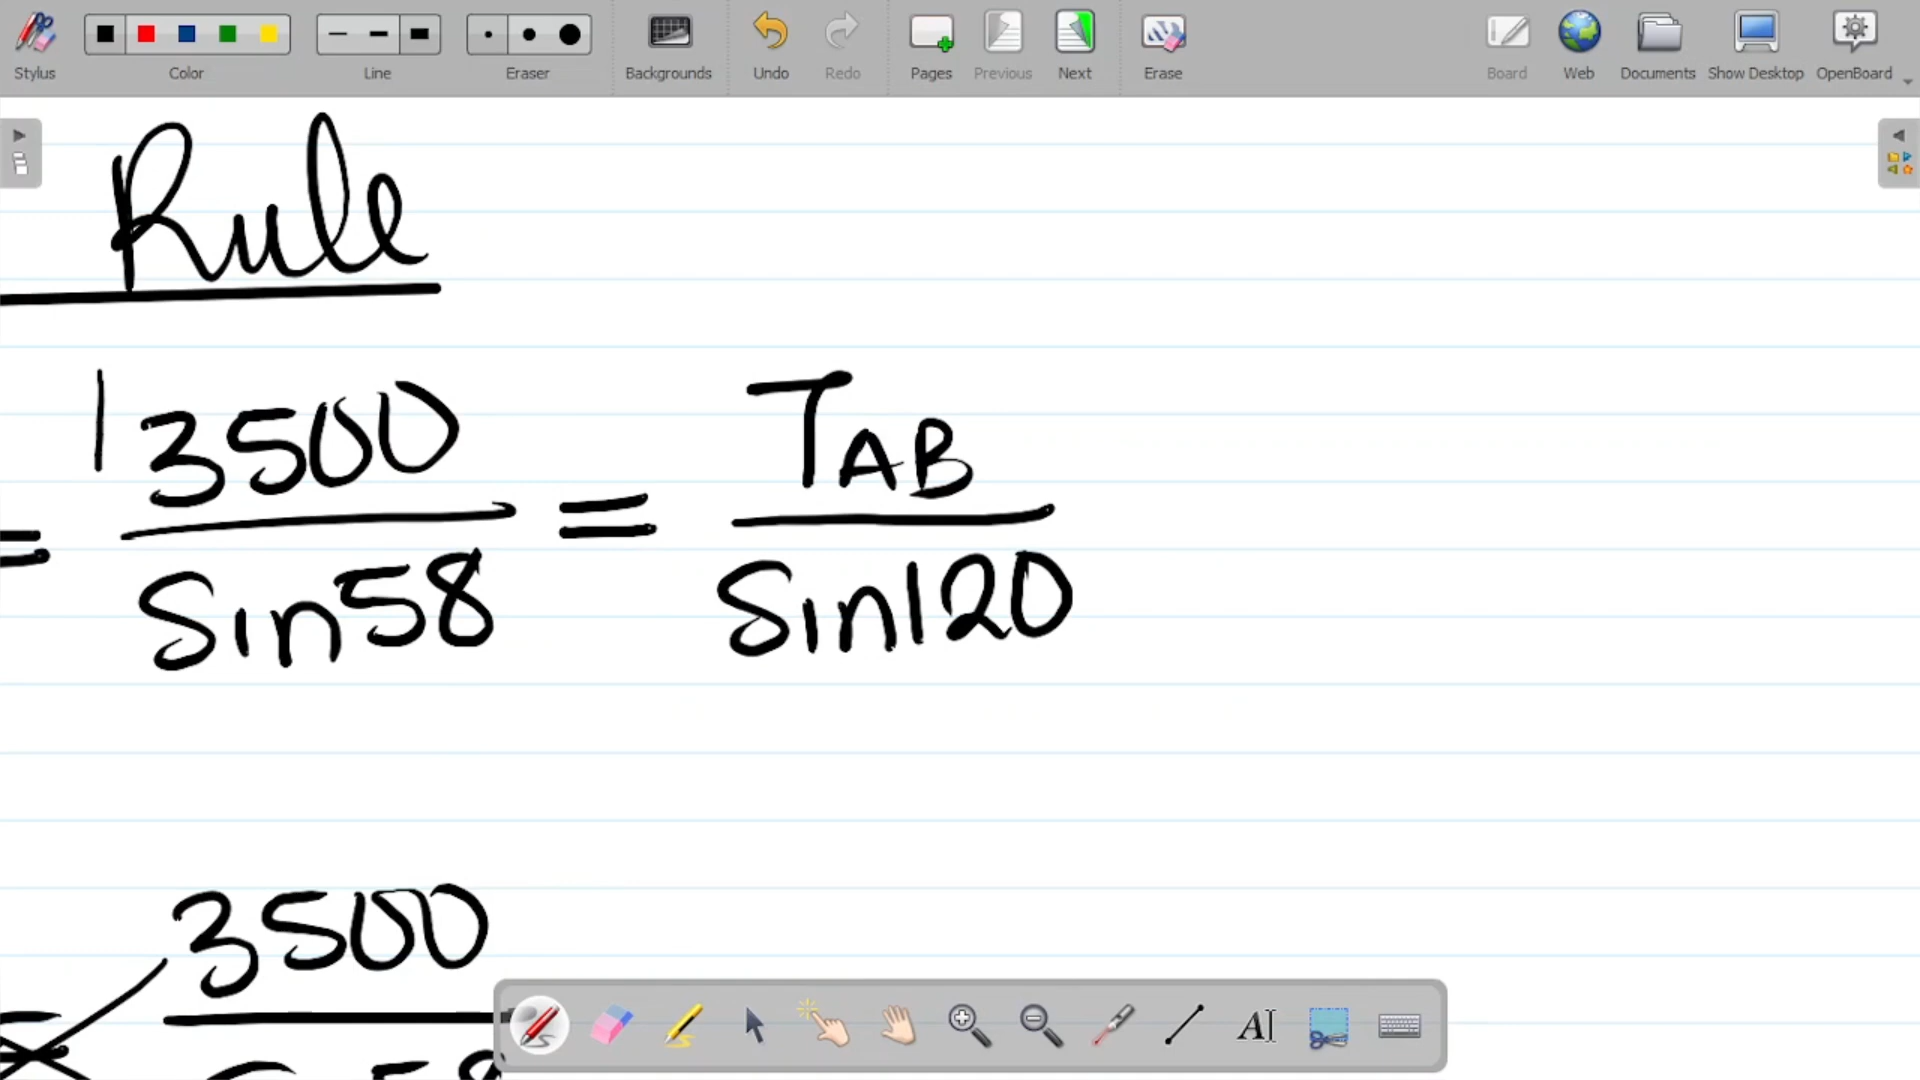 Stylus Color Line Eraser Backgrounds Undo Redo Pages Previous Next Erase Board Web Documents Show Desktop OpenBoard
Rule
= | 3500 = TAB
Sin58 Sin120
3500